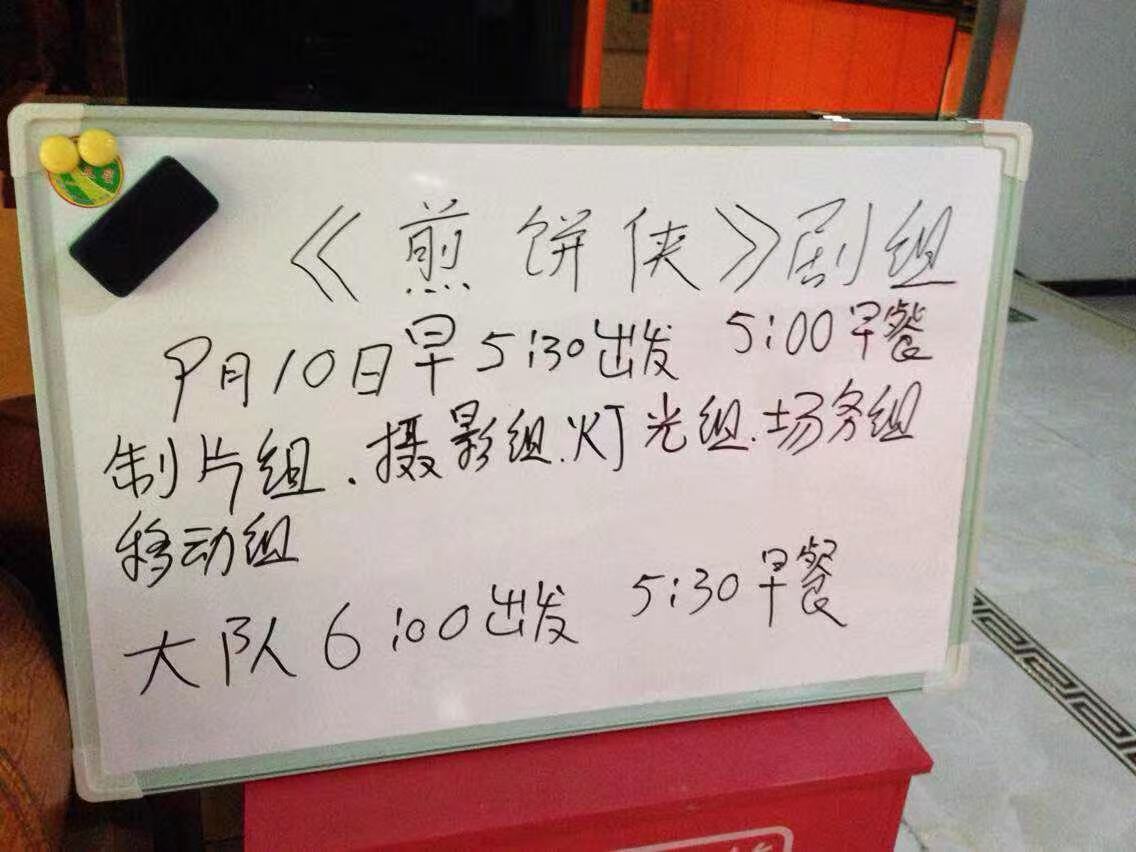 《煎饼侠》剧组
9月10日早5:30出发 5:00早餐
制片组、摄影组、灯光组、场务组
移动组
大队 6:00出发 5:30早餐